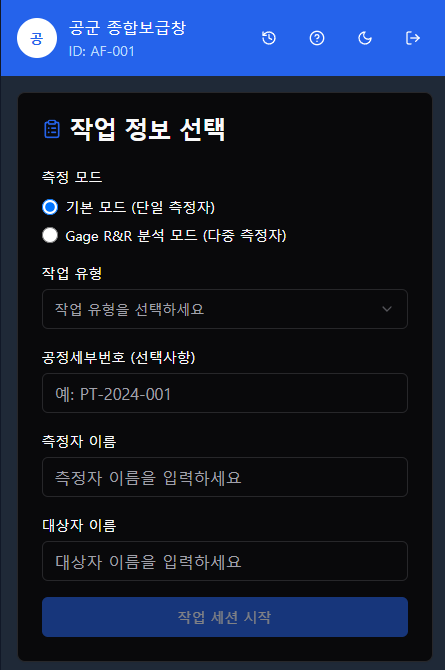 공
공군 종합보급창
ID: AF-001
작업 정보 선택
측정 모드
기본 모드 (단일 측정자)
Gage R&R 분석 모드 (다중 측정자)
작업 유형
작업 유형을 선택하세요
공정세부번호 (선택사항)
예: PT-2024-001
측정자 이름
측정자 이름을 입력하세요
대상자 이름
대상자 이름을 입력하세요
작업 세션 시작